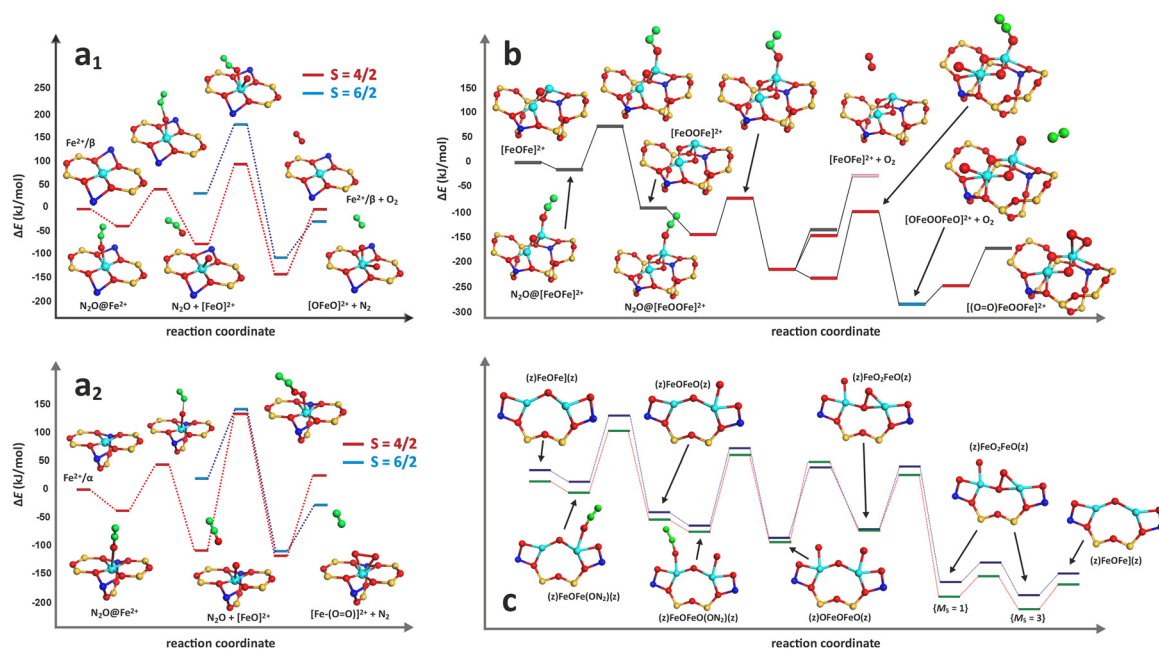 a1
S = 4/2
S = 6/2
ΔE (kJ/mol)
250
200
150
100
50
0
-50
-100
-150
-200
Fe2+/β
Fe2+/β + O2
N2O@Fe2+
N2O + [FeO]2+
[OFeO]2+ + N2
reaction coordinate
b
ΔE (kJ/mol)
150
100
50
0
-50
-100
-150
-200
-250
-300
[FeOFe]2+
[FeOOFe]2+
[FeOFe]2+ + O2
[OFeOOFeO]2+ + O2
N2O@[FeOFe]2+
N2O@[FeOOFe]2+
[(O=O)FeOOFe]2+
reaction coordinate
a2
S = 4/2
S = 6/2
ΔE (kJ/mol)
150
100
50
0
-50
-100
-150
-200
Fe2+/α
N2O@Fe2+
N2O + [FeO]2+
[Fe-(O=O)]2+ + N2
reaction coordinate
c
(z)FeOFe](z)
(z)FeOFeO(z)
(z)FeO2FeO(z)
(z)FeO2FeO(z)
(z)FeOFe](z)
(z)FeOFe(ON2)(z)
(z)FeOFeO(ON2)(z)
(z)OFeOFeO(z)
{MS = 1}
{MS = 3}
reaction coordinate